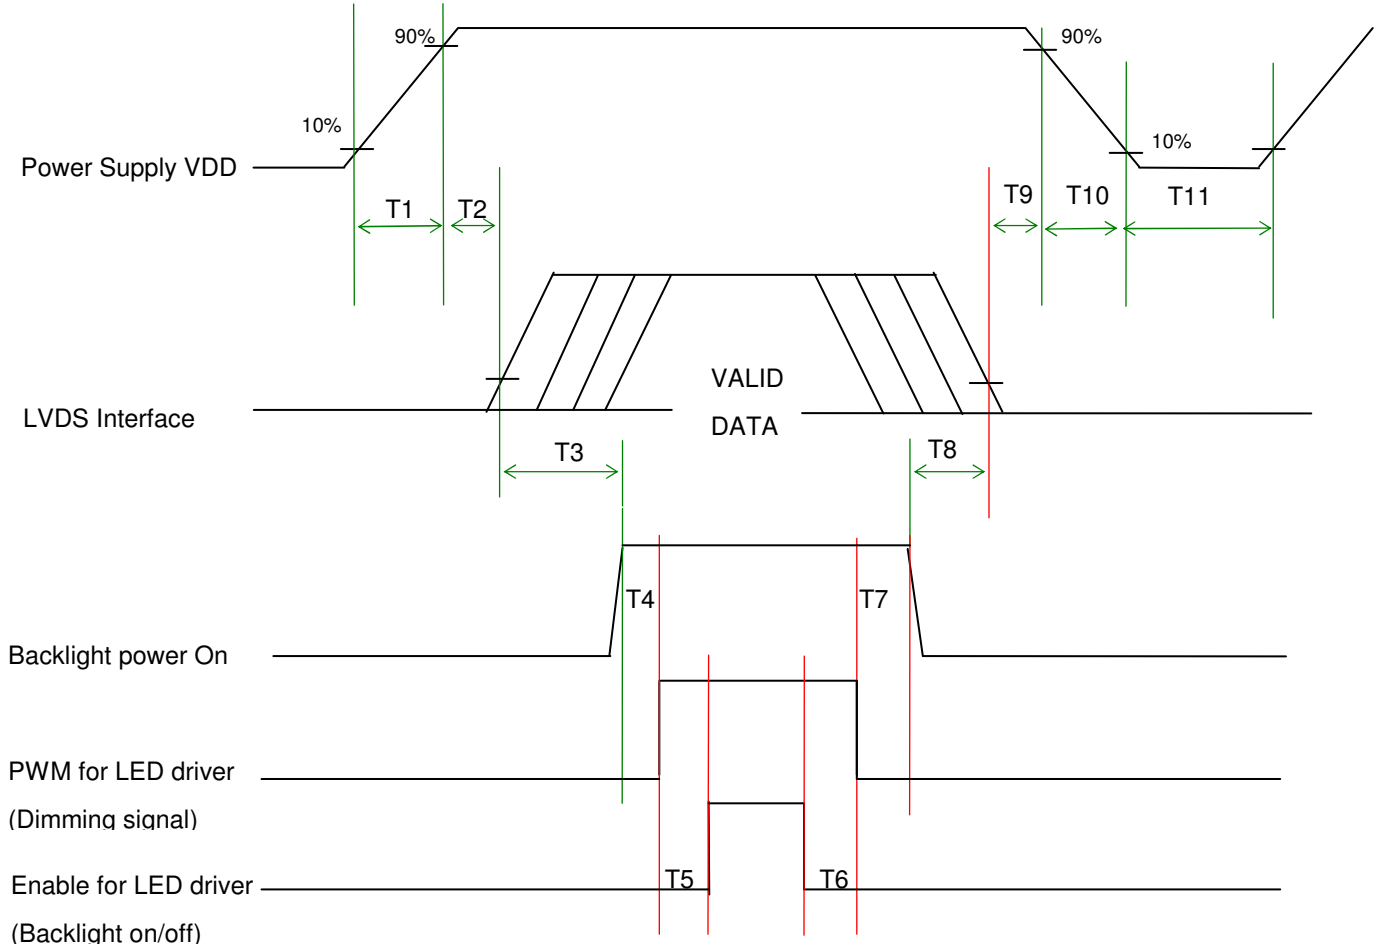 90%
90%
10%
10%
Power Supply VDD
T1
T2
T9
T10
T11
VALID
LVDS Interface
DATA
T3
T8
T4
T7
Backlight power On
PWM for LED driver
(Dimming signal)
T5
T6
Enable for LED driver
(Backlight on/off)